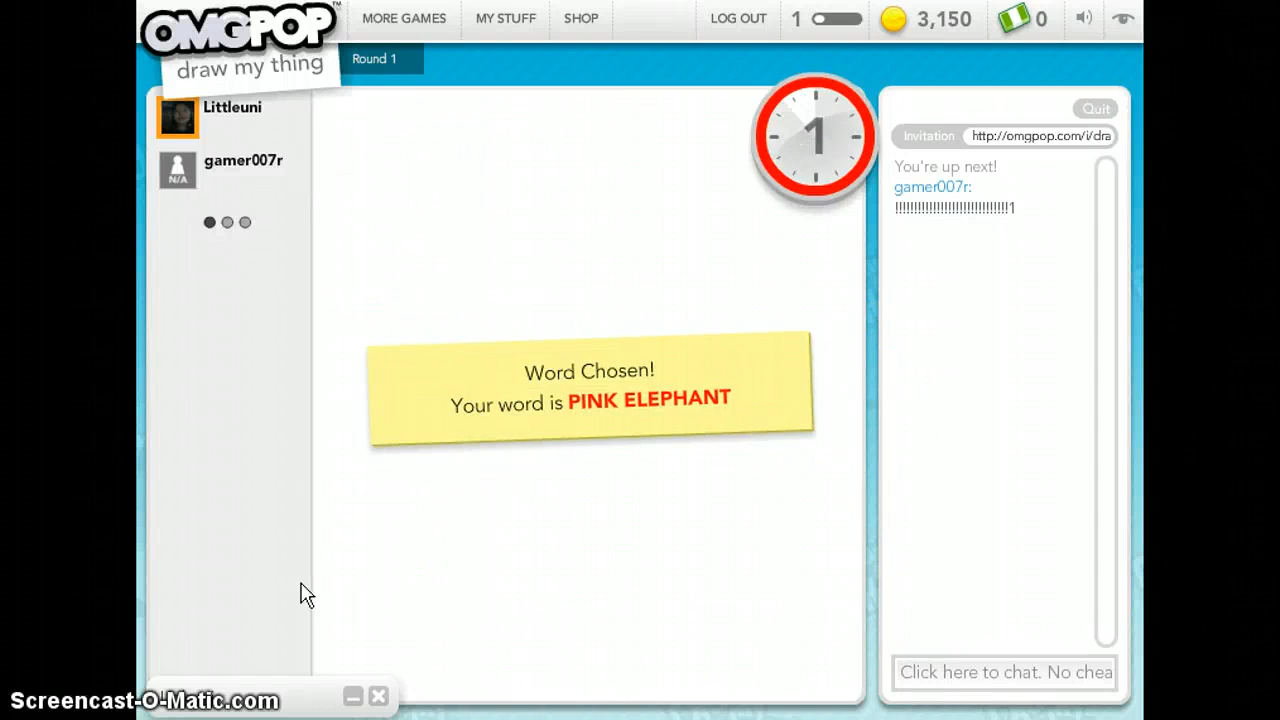 OMGPOP™
draw my thing
MORE GAMES
MY STUFF
SHOP
LOG OUT
1
3,150
0
Round 1
Littleuni
N/A
gamer007r
1
Word Chosen!
Your word is PINK ELEPHANT
Quit
Invitation http://omgpop.com/i/dra
You're up next!
gamer007r:
!!!!!!!!!!!!!!!!!!!!!!!!!!!!!1
Click here to chat. No chea
Screencast-O-Matic.com